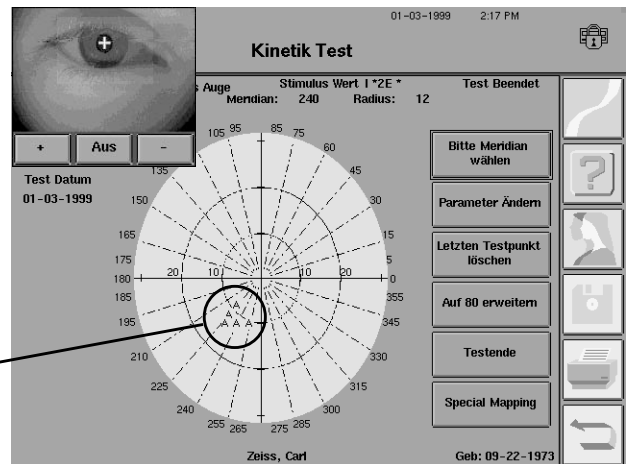 01-03-1999 2:17 PM
Kinetik Test
s Auge Stimulus Wert I *2E *
Meridian: 240 Radius: 12
Test Beendet
+ Aus -
Test Datum
01-03-1999
105 95 85 75
60
135 45
150 30
165 15
175 5
180 20 10 10 20 0
185 355
195 345
210 330
225 315
240 300
255 265 275 285
Bitte Meridian
wählen
Parameter Ändern
Letzten Testpunkt
löschen
Auf 80 erweitern
Testende
Special Mapping
Zeiss, Carl
Geb: 09-22-1973